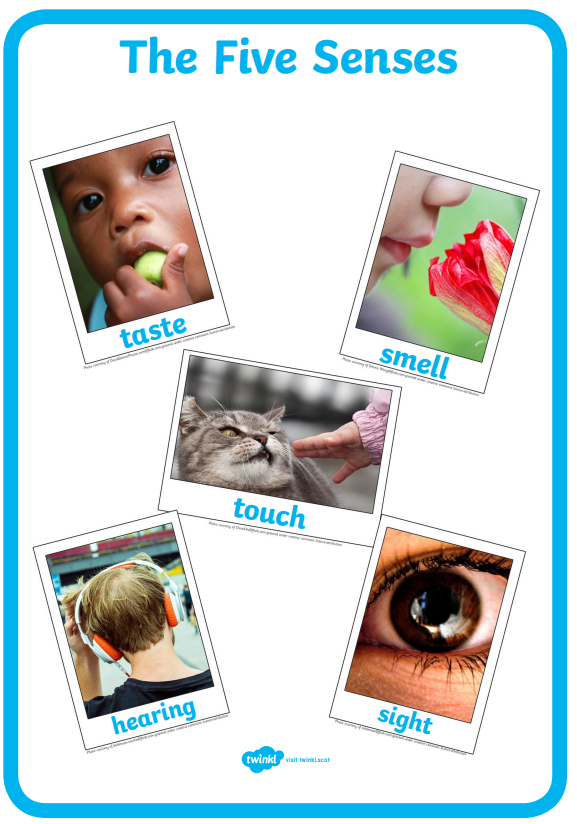 The Five Senses
taste
smell
touch
hearing
sight
twinkl visit twinkl.scot